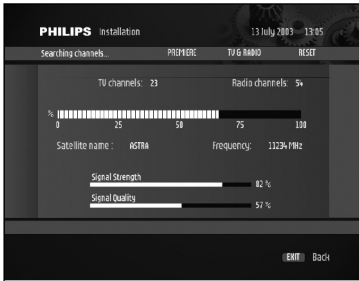 PHILIPS Installation 13 July 2003 13:05
Searching channels... PREMIERE TV & RADIO RESET
TV channels: 23 Radio channels: 54
%
0 25 50 75 100
Satellite name : ASTRA Frequency: 11234 MHz
Signal Strength
82 %
Signal Quality
57 %
EXIT Back